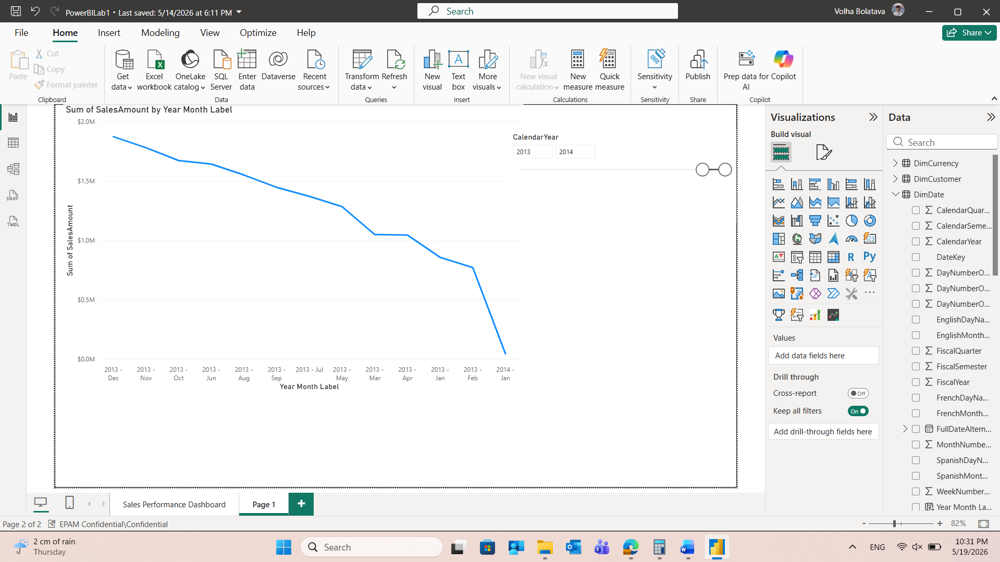 PowerBILab1 • Last saved: 5/14/2026 at 6:11 PM
Search
Volha Bolatava
File
Home
Insert
Modeling
View
Optimize
Help
Share
Paste
Cut
Copy
Format painter
Clipboard
Get data
Excel workbook
OneLake catalog
SQL Server
Enter data
Dataverse
Recent sources
Data
Transform data
Refresh
Queries
New visual
Text box
More visuals
Insert
New visual calculation
New measure
Quick measure
Calculations
Sensitivity
Sensitivity
Publish
Share
Prep data for AI
Copilot
Copilot
DAX
TMDL
Sum of SalesAmount by Year Month Label
$2.0M
$1.5M
$1.0M
$0.5M
$0.0M
Sum of SalesAmount
2013 - Dec
2013 - Nov
2013 - Oct
2013 - Jun
2013 - Aug
2013 - Sep
2013 - Jul
2013 - May
2013 - Mar
2013 - Apr
2013 - Jan
2013 - Feb
2014 - Jan
Year Month Label
CalendarYear
2013
2014
Visualizations
Build visual
123
R
Py
Values
Add data fields here
Drill through
Cross-report
Off
Keep all filters
On
Add drill-through fields here
Data
Search
DimCurrency
DimCustomer
DimDate
CalendarQuar...
CalendarSeme...
CalendarYear
DateKey
DayNumberO...
DayNumberO...
DayNumberO...
EnglishDayNa...
EnglishMonth...
FiscalQuarter
FiscalSemester
FiscalYear
FrenchDayNa...
FrenchMonth...
FullDateAltern...
MonthNumbe...
SpanishDayN...
SpanishMont...
WeekNumber...
Year Month La...
Sales Performance Dashboard
Page 1
Page 2 of 2
EPAM Confidential\Confidential
82%
2 cm of rain
Thursday
Search
ENG
10:31 PM
5/19/2026